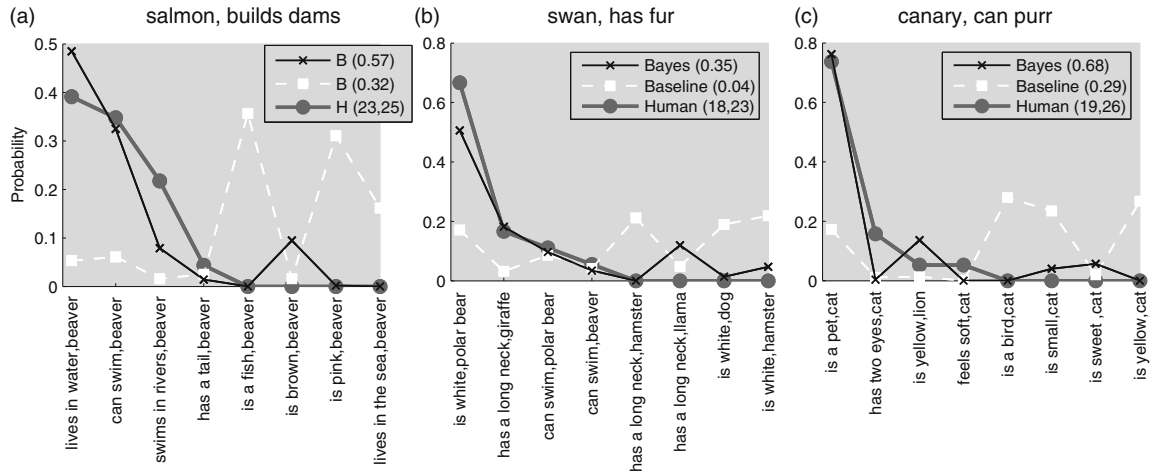 (a) salmon, builds dams
0.5
0.4
0.3
0.2
0.1
0
Probability
B (0.57)
B (0.32)
H (23,25)
lives in water,beaver
can swim,beaver
swims in rivers,beaver
has a tail,beaver
is a fish,beaver
is brown,beaver
is pink,beaver
lives in the sea,beaver
(b) swan, has fur
0.8
0.6
0.4
0.2
0
Bayes (0.35)
Baseline (0.04)
Human (18,23)
is white,polar bear
has a long neck,giraffe
can swim,polar bear
can swim,beaver
has a long neck,hamster
has a long neck,llama
is white,dog
is white,hamster
(c) canary, can purr
0.8
0.6
0.4
0.2
0
Bayes (0.68)
Baseline (0.29)
Human (19,26)
is a pet,cat
has two eyes,cat
is yellow,lion
feels soft,cat
is a bird,cat
is small,cat
is sweet ,cat
is yellow,cat